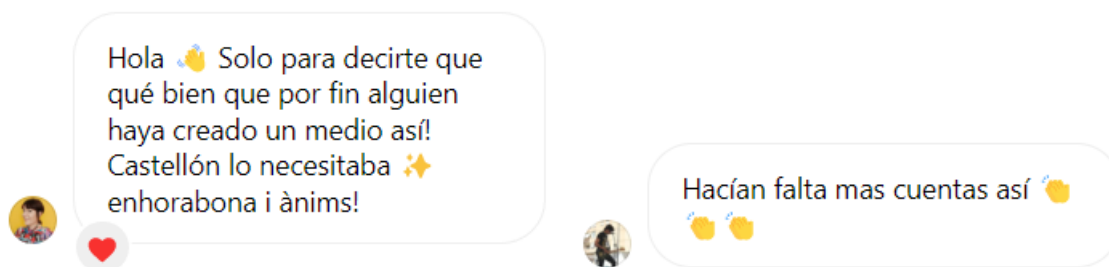 Hola 👋 Solo para decirte que
qué bien que por fin alguien
haya creado un medio así!
Castellón lo necesitaba ✨
enhorabona i ànims!
Hacían falta mas cuentas así 👏
👏👏